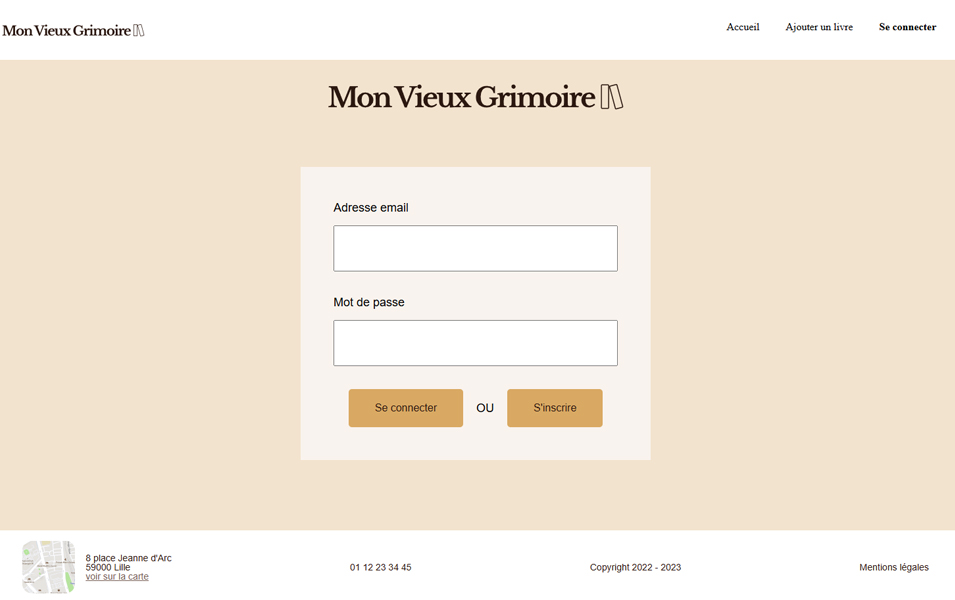 Mon Vieux Grimoire
Accueil
Ajouter un livre
Se connecter
Mon Vieux Grimoire
Adresse email
Mot de passe
Se connecter
OU
S'inscrire
8 place Jeanne d'Arc
59000 Lille
voir sur la carte
01 12 23 34 45
Copyright 2022 - 2023
Mentions légales